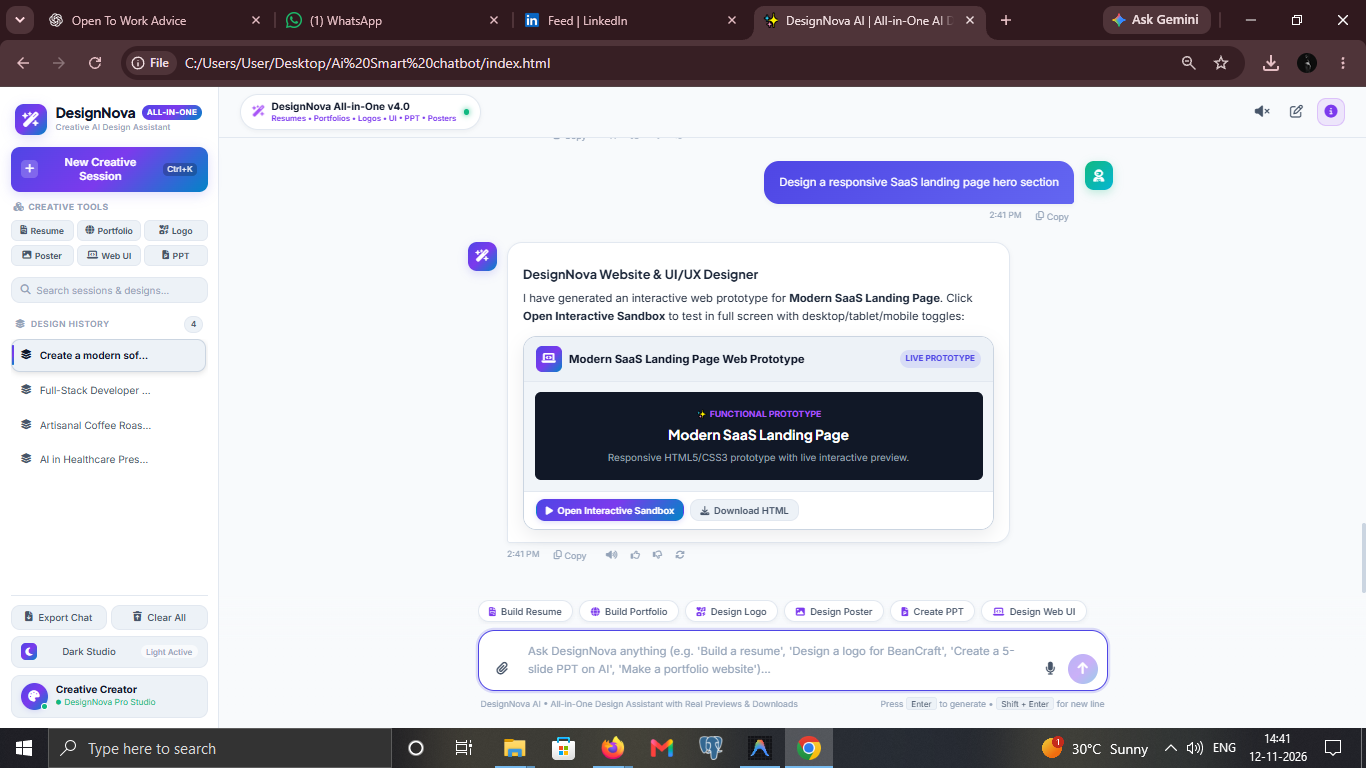 Open To Work Advice
(1) WhatsApp
Feed | LinkedIn
DesignNova AI | All-in-One AI D
Ask Gemini
File
C:/Users/User/Desktop/Ai%20Smart%20chatbot/index.html
DesignNova
ALL-IN-ONE
Creative AI Design Assistant
New Creative
Session
Ctrl+K
CREATIVE TOOLS
Resume
Portfolio
Logo
Poster
Web UI
PPT
Search sessions & designs...
DESIGN HISTORY
4
Create a modern sof...
Full-Stack Developer ...
Artisanal Coffee Roas...
AI in Healthcare Pres...
Export Chat
Clear All
Dark Studio
Light Active
Creative Creator
DesignNova Pro Studio
DesignNova All-in-One v4.0
Resumes • Portfolios • Logos • UI • PPT • Posters
Copy
Design a responsive SaaS landing page hero section
2:41 PM
Copy
DesignNova Website & UI/UX Designer
I have generated an interactive web prototype for Modern SaaS Landing Page. Click
Open Interactive Sandbox to test in full screen with desktop/tablet/mobile toggles:
Modern SaaS Landing Page Web Prototype
LIVE PROTOTYPE
✨ FUNCTIONAL PROTOTYPE
Modern SaaS Landing Page
Responsive HTML5/CSS3 prototype with live interactive preview.
Open Interactive Sandbox
Download HTML
2:41 PM
Copy
Build Resume
Build Portfolio
Design Logo
Design Poster
Create PPT
Design Web UI
Ask DesignNova anything (e.g. 'Build a resume', 'Design a logo for BeanCraft', 'Create a 5-
slide PPT on AI', 'Make a portfolio website')...
DesignNova AI • All-in-One Design Assistant with Real Previews & Downloads
Press Enter to generate • Shift + Enter for new line
Type here to search
1
30°C Sunny
ENG
14:41
12-11-2026